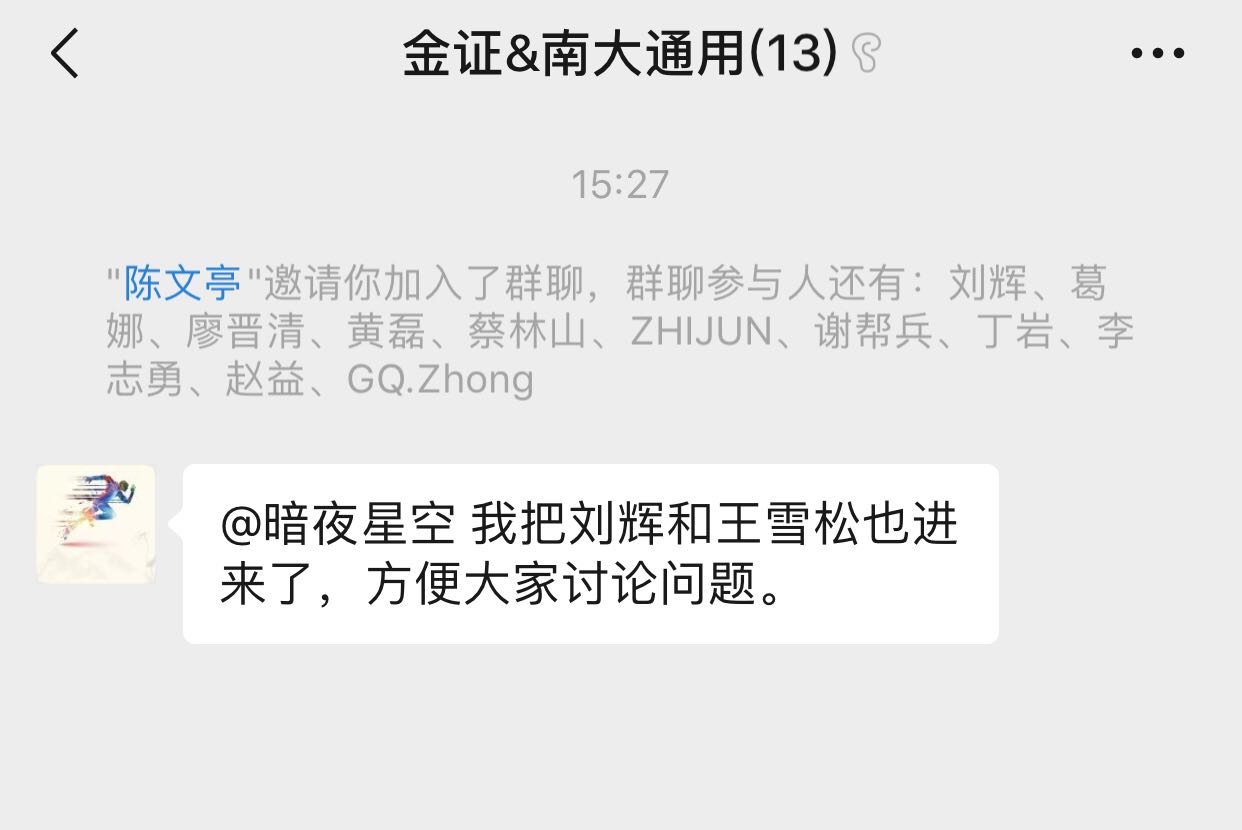 金证&南大通用(13)
15:27
"陈文亭"邀请你加入了群聊，群聊参与人还有：刘辉、葛
娜、廖晋清、黄磊、蔡林山、ZHIJUN、谢帮兵、丁岩、李
志勇、赵益、GQ.Zhong
@暗夜星空 我把刘辉和王雪松也进
来了，方便大家讨论问题。